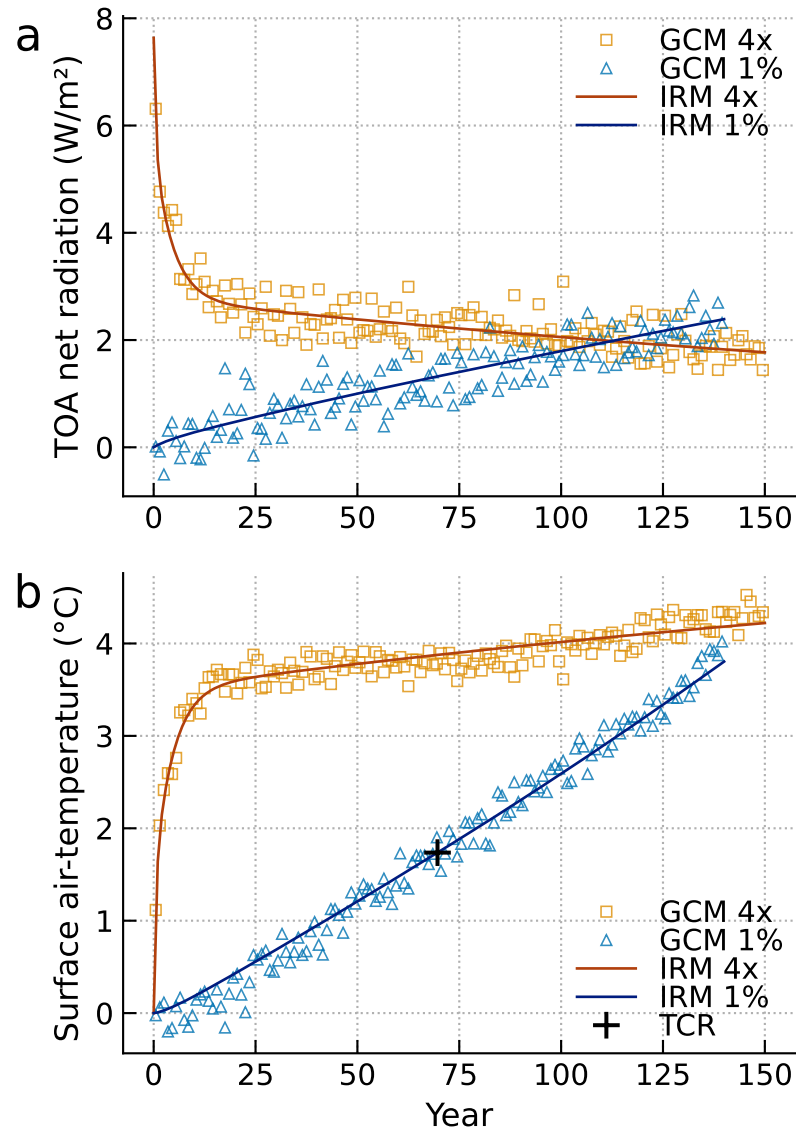 a
TOA net radiation (W/m²)
8
6
4
2
0
GCM 4x
GCM 1%
IRM 4x
IRM 1%
0 25 50 75 100 125 150
b
Surface air-temperature (°C)
4
3
2
1
0
GCM 4x
GCM 1%
IRM 4x
IRM 1%
TCR
0 25 50 75 100 125 150
Year